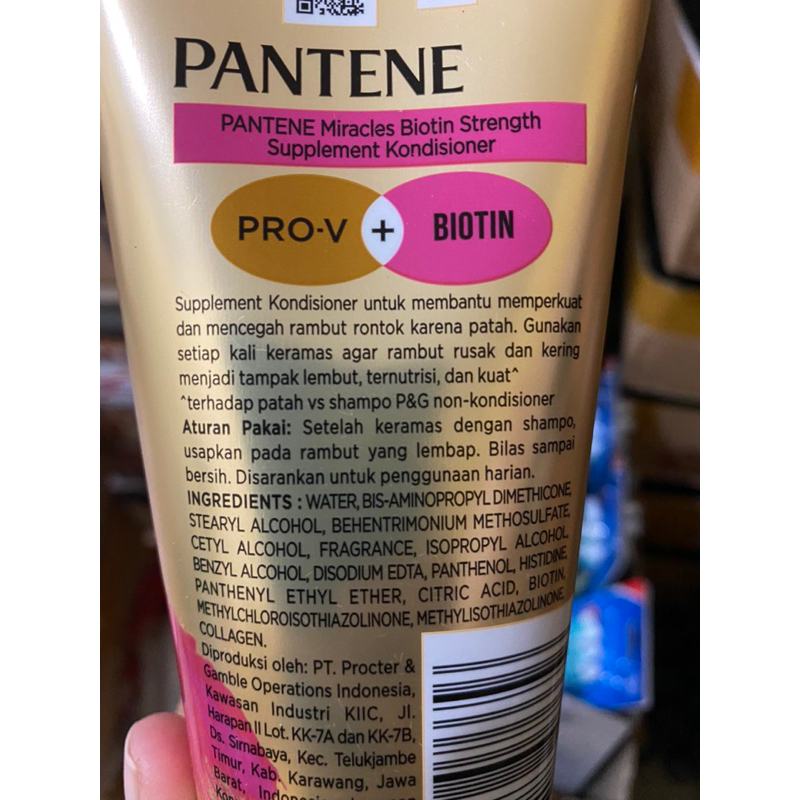 PANTENE
PANTENE Miracles Biotin Strength
Supplement Kondisioner
PRO-V + BIOTIN
Supplement Kondisioner untuk membantu memperkuat
dan mencegah rambut rontok karena patah. Gunakan
setiap kali keramas agar rambut rusak dan kering
menjadi tampak lembut, ternutrisi, dan kuat^
^terhadap patah vs shampo P&G non-kondisioner
Aturan Pakai: Setelah keramas dengan shampo,
usapkan pada rambut yang lembap. Bilas sampai
bersih. Disarankan untuk penggunaan harian.
INGREDIENTS : WATER, BIS-AMINOPROPYL DIMETHICONE,
STEARYL ALCOHOL, BEHENTRIMONIUM METHOSULFATE,
CETYL ALCOHOL, FRAGRANCE, ISOPROPYL ALCOHOL,
BENZYL ALCOHOL, DISODIUM EDTA, PANTHENOL, HISTIDINE,
PANTHENYL ETHYL ETHER, CITRIC ACID, BIOTIN,
METHYLCHLOROISOTHIAZOLINONE, METHYLISOTHIAZOLINONE,
COLLAGEN.
Diproduksi oleh: PT. Procter &
Gamble Operations Indonesia,
Kawasan Industri KIIC, Jl.
Harapan II Lot. KK-7A dan KK-7B,
Ds. Sirnabaya, Kec. Telukjambe
Timur, Kab. Karawang, Jawa
Barat,